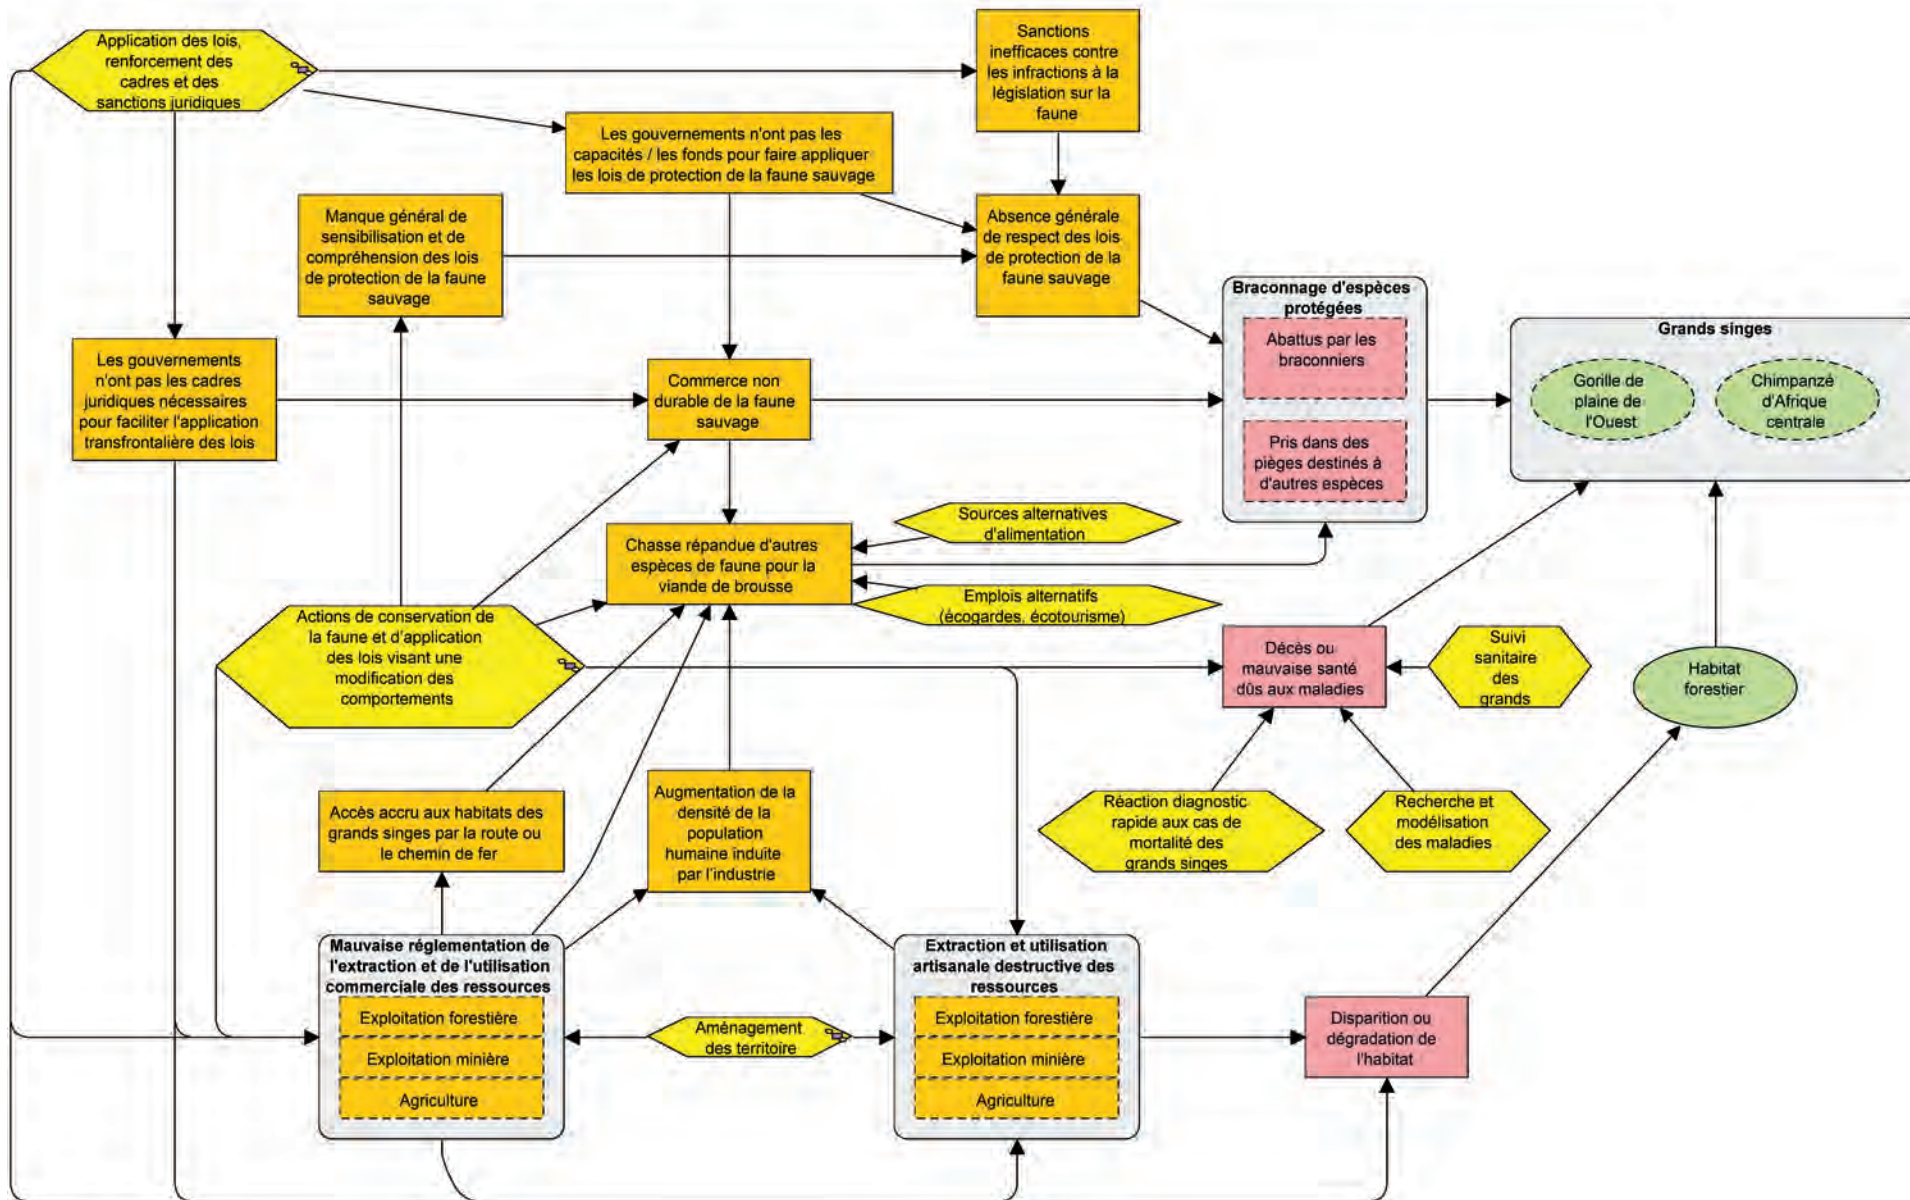 Application des lois,
renforcement des
cadres et des
sanctions juridiques
Sanctions
inefficaces contre
les infractions à la
législation sur la
faune
Les gouvernements n'ont pas les
capacités / les fonds pour faire appliquer
les lois de protection de la faune sauvage
Manque général de
sensibilisation et de
compréhension des lois
de protection de la faune
sauvage
Absence générale
de respect des lois
de protection de la
faune sauvage
Braconnage d'espèces
protégées
Abattus par les
braconniers
Pris dans des
pièges destinés à
d'autres espèces
Grands singes
Gorille de
plaine de
l'Ouest
Chimpanzé
d'Afrique
centrale
Les gouvernements
n'ont pas les cadres
juridiques nécessaires
pour faciliter l'application
transfrontalière des lois
Commerce non
durable de la faune
sauvage
Sources alternatives
d'alimentation
Chasse répandue d'autres
espèces de faune pour la
viande de brousse
Emplois alternatifs
(écogardes, écotourisme)
Actions de conservation de
la faune et d'application
des lois visant une
modification des
comportements
Décès ou
mauvaise santé
dûs aux maladies
Suivi
sanitaire
des
grands
Habitat
forestier
Accès accru aux habitats des
grands singes par la route ou
le chemin de fer
Augmentation de la
densité de la
population
humaine induite
par l'industrie
Réaction diagnostic
rapide aux cas de
mortalité des
grands singes
Recherche et
modélisation
des maladies
Mauvaise réglementation de
l'extraction et de l'utilisation
commerciale des ressources
Exploitation forestière
Exploitation minière
Agriculture
Aménagement
des territoire
Extraction et utilisation
artisanale destructive des
ressources
Exploitation forestière
Exploitation minière
Agriculture
Disparition ou
dégradation de
l'habitat